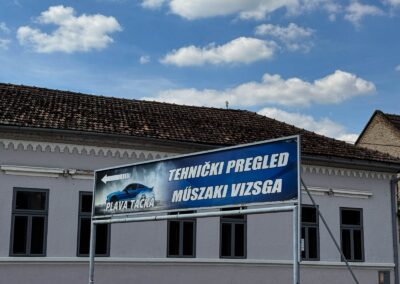 TEHNIČKI PREGLED
MŰSZAKI VIZSGA
PLAVA TAČKA